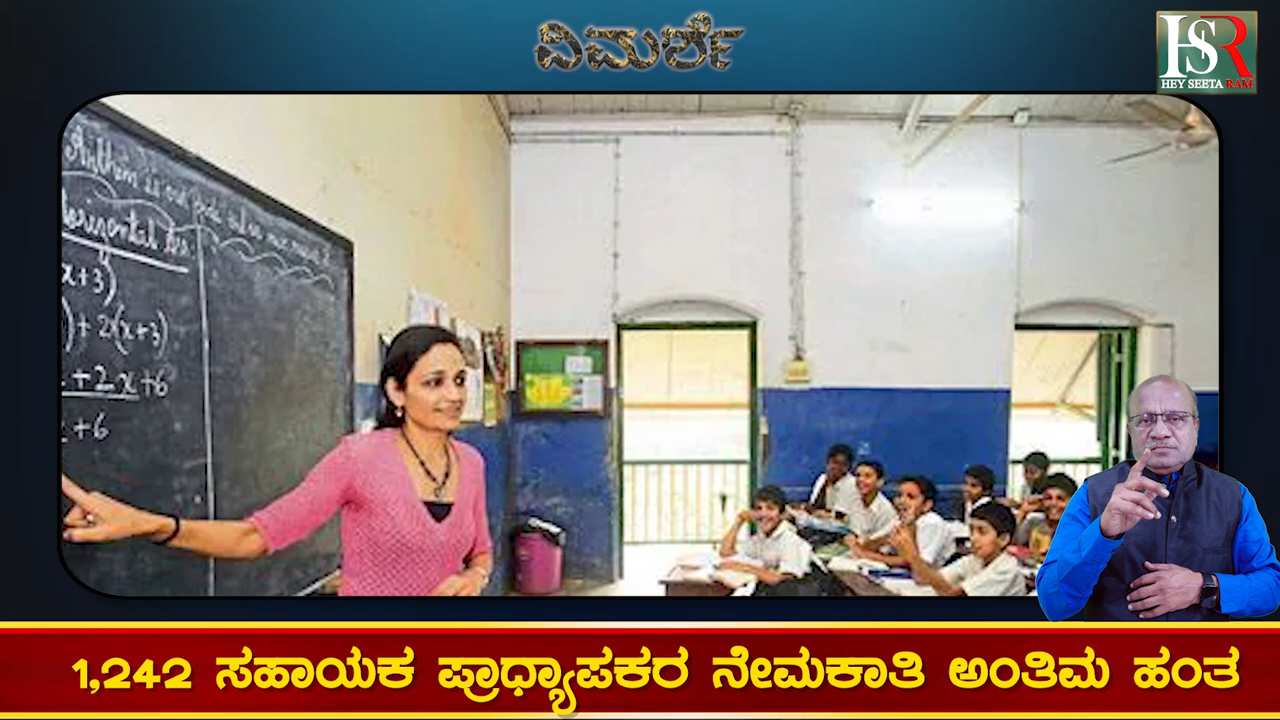 ವಿಮರ್ಶೆ
HSR
HEY SEETA RAM
(x+3)
+ 2(x+3)
+ 2x + 6
+ 6
1,242 ಸಹಾಯಕ ಪ್ರಾಧ್ಯಾಪಕರ ನೇಮಕಾತಿ ಅಂತಿಮ ಹಂತ